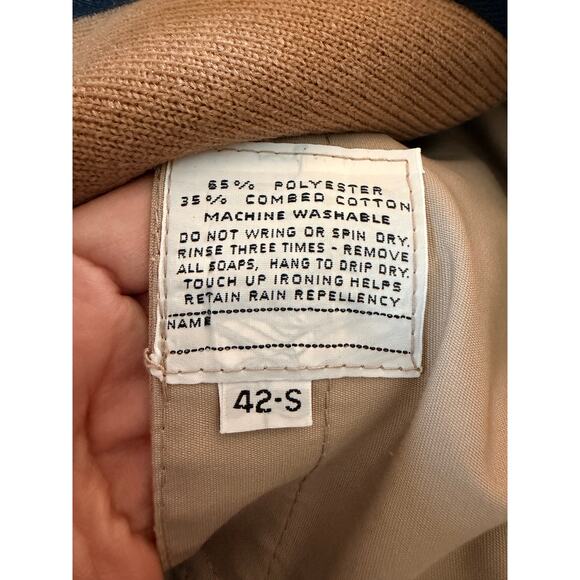 65% POLYESTER
35% COMBED COTTON
MACHINE WASHABLE
DO NOT WRING OR SPIN DRY.
RINSE THREE TIMES - REMOVE
ALL SOAPS, HANG TO DRIP DRY.
TOUCH UP IRONING HELPS
RETAIN RAIN REPELLENCY
NAME
42-S